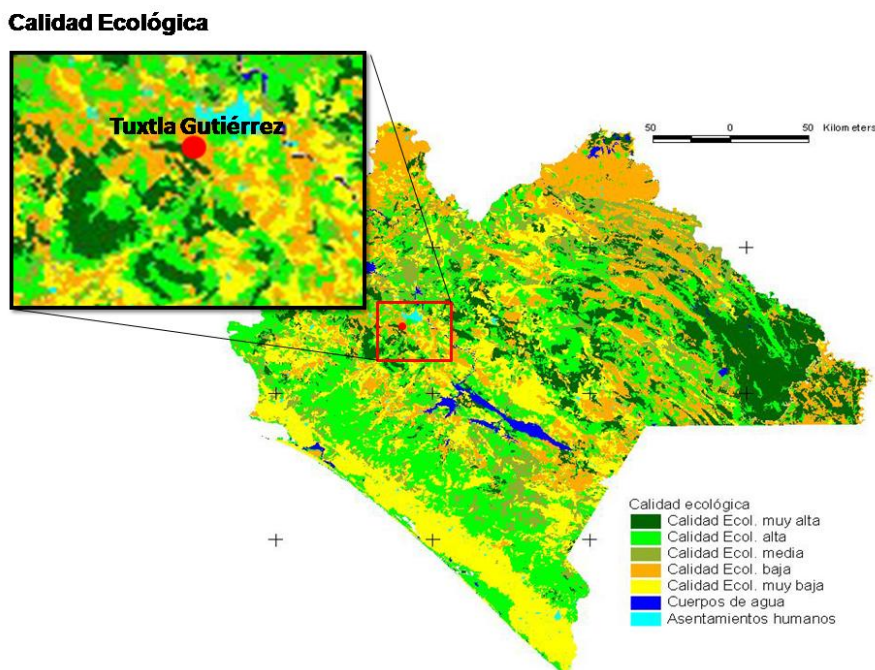 Calidad Ecológica
Tuxtla Gutiérrez
50 0 50 Kilometers
Calidad ecológica
Calidad Ecol. muy alta
Calidad Ecol. alta
Calidad Ecol. media
Calidad Ecol. baja
Calidad Ecol. muy baja
Cuerpos de agua
Asentamientos humanos